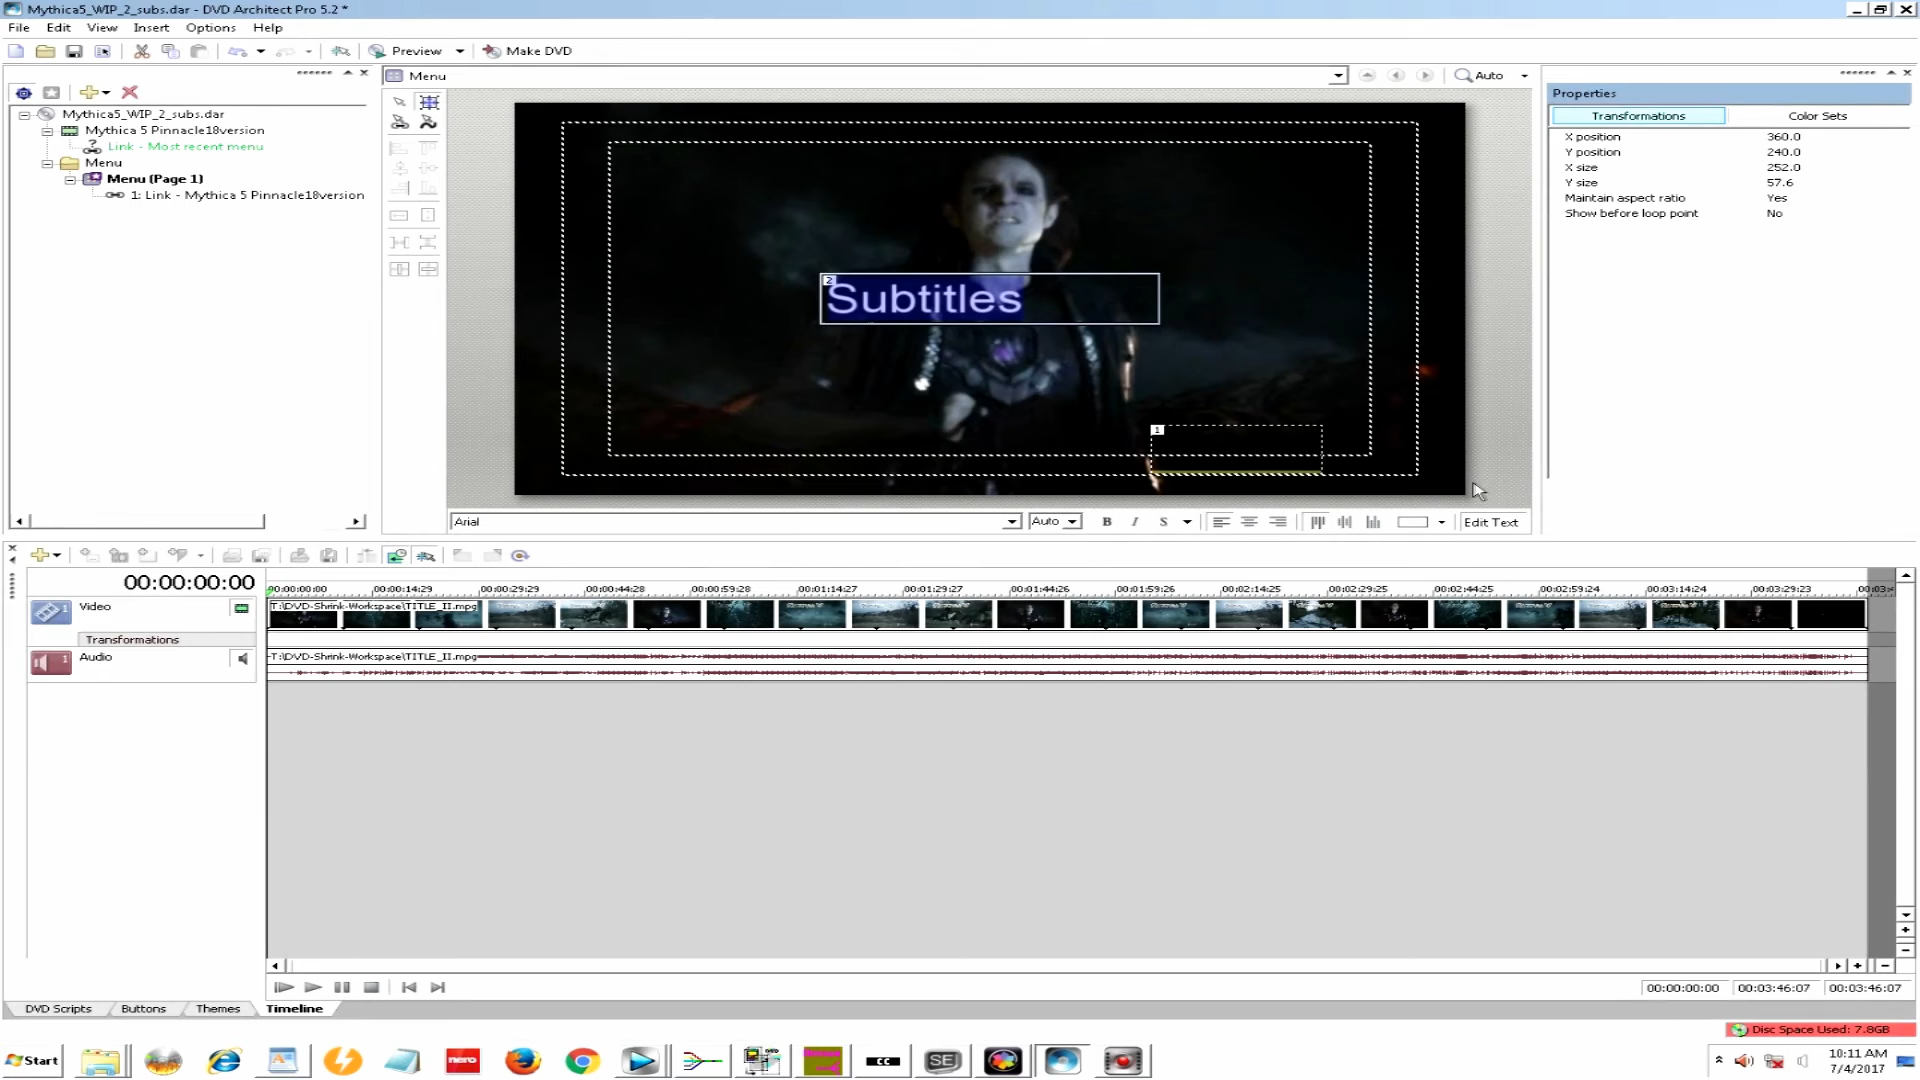 Mythica5_WIP_2_subs.dar - DVD Architect Pro 5.2 *
File Edit View Insert Options Help
Preview Make DVD
Menu Auto
Mythica5_WIP_2_subs.dar
Mythica 5 Pinnacle18version
Link - Most recent menu
Menu
Menu (Page 1)
1: Link - Mythica 5 Pinnacle18version
2
Subtitles
1
Properties
Transformations Color Sets
X position 360.0
Y position 240.0
X size 252.0
Y size 57.6
Maintain aspect ratio Yes
Show before loop point No
Arial Auto B I S Edit Text
00:00:00:00
00:00:00:00 00:00:14:29 00:00:29:29 00:00:44:28 00:00:59:28 00:01:14:27 00:01:29:27 00:01:44:26 00:01:59:26 00:02:14:25 00:02:29:25 00:02:44:25 00:02:59:24 00:03:14:24 00:03:29:23
1 Video
T:\DVD-Shrink-Workspace\TITLE_II.mpg
Transformations
1 Audio
T:\DVD-Shrink-Workspace\TITLE_II.mpg
00:00:00:00 00:03:46:07 00:03:46:07
DVD Scripts Buttons Themes Timeline
Disc Space Used: 7.8GB
Start
nero
CC
SE
10:11 AM
7/4/2017